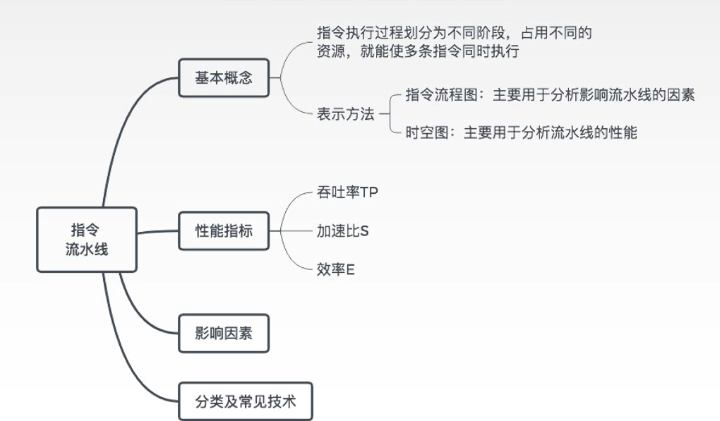 指令执行过程划分为不同阶段，占用不同的
资源，就能使多条指令同时执行
基本概念
指令流程图：主要用于分析影响流水线的因素
表示方法
时空图：主要用于分析流水线的性能
吞吐率TP
指令
流水线
性能指标
加速比S
效率E
影响因素
分类及常见技术